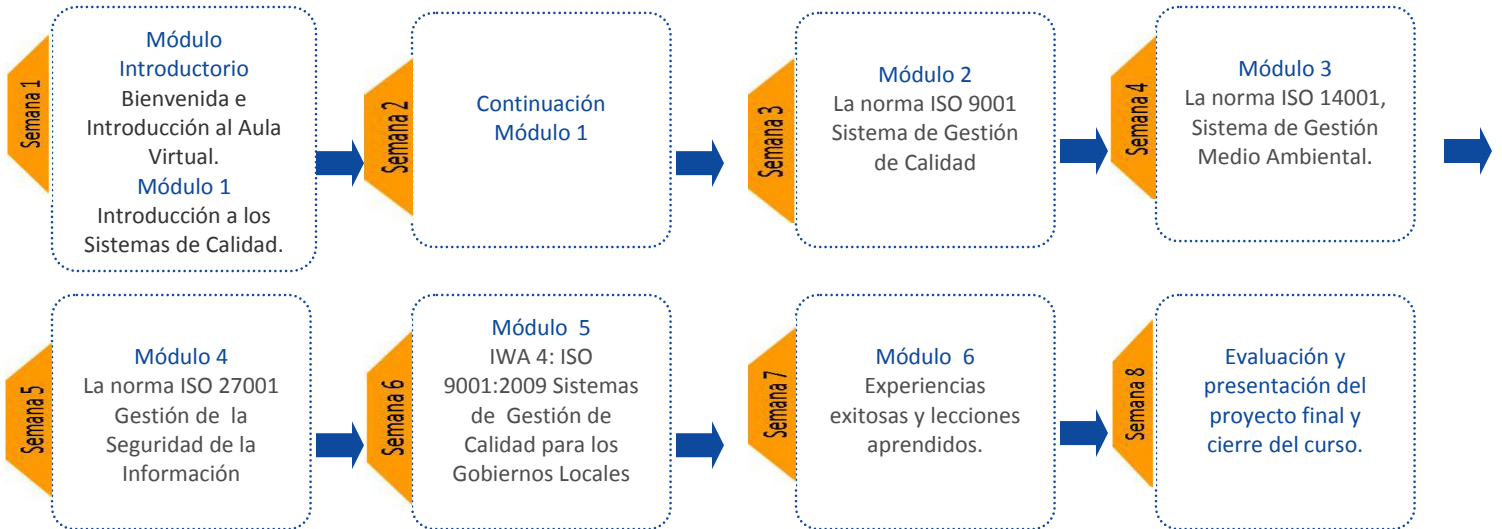 Semana 1
Módulo
Introductorio
Bienvenida e
Introducción al Aula
Virtual.
Módulo 1
Introducción a los
Sistemas de Calidad.
Semana 2
Continuación
Módulo 1
Semana 3
Módulo 2
La norma ISO 9001
Sistema de Gestión
de Calidad
Semana 4
Módulo 3
La norma ISO 14001,
Sistema de Gestión
Medio Ambiental.
Semana 5
Módulo 4
La norma ISO 27001
Gestión de la
Seguridad de la
Información
Semana 6
Módulo 5
IWA 4: ISO
9001:2009 Sistemas
de Gestión de
Calidad para los
Gobiernos Locales
Semana 7
Módulo 6
Experiencias
exitosas y lecciones
aprendidos.
Semana 8
Evaluación y
presentación del
proyecto final y
cierre del curso.